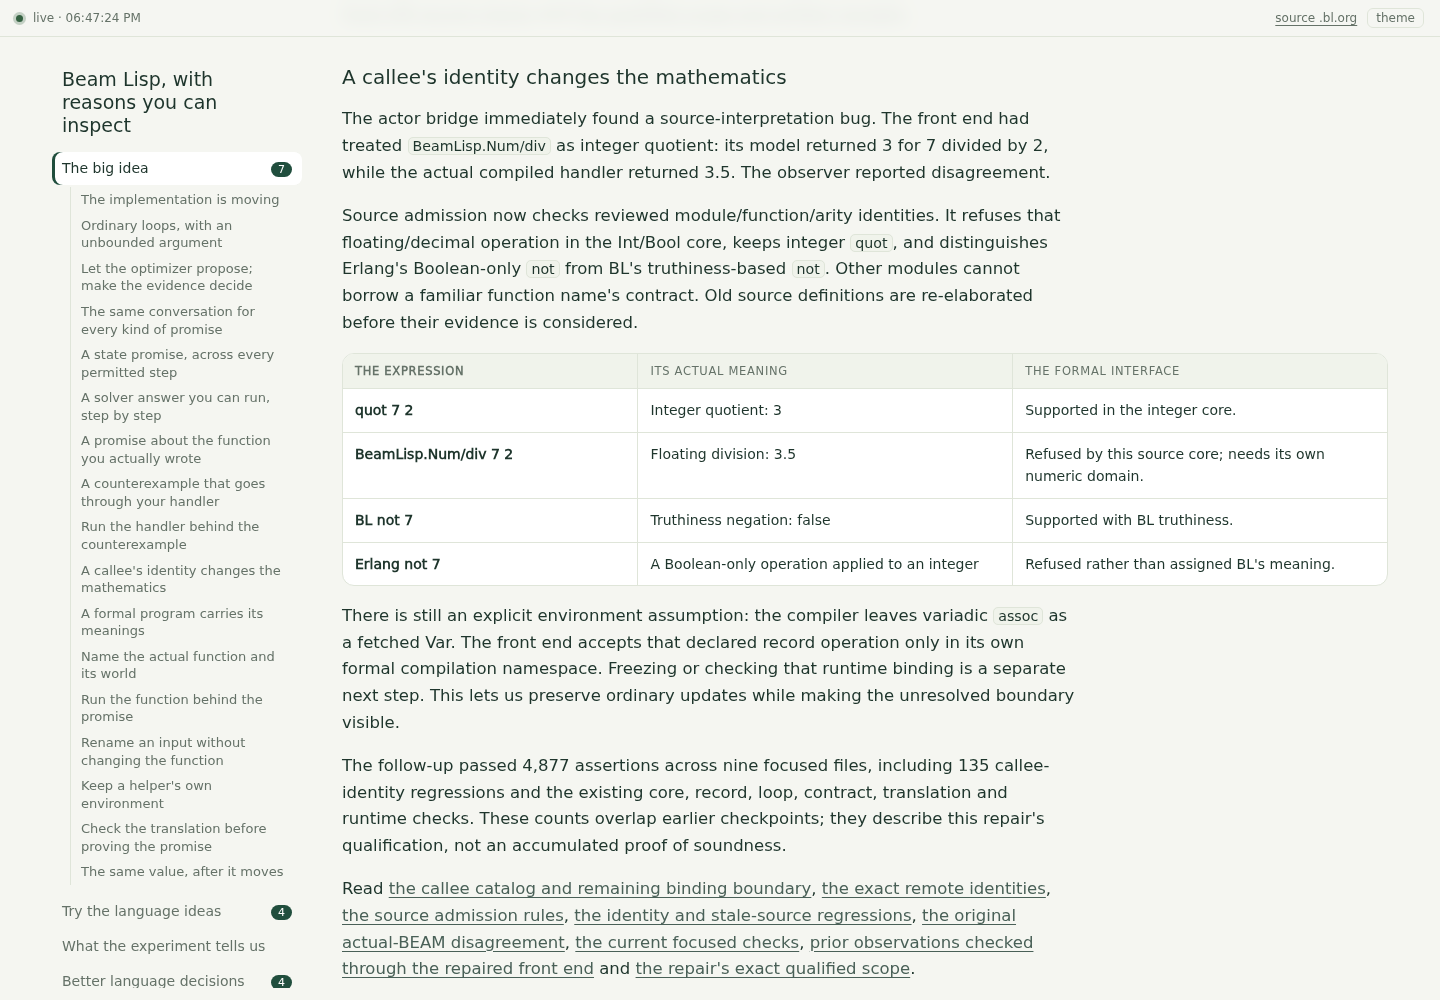 live · 06:47:24 PM
source .bl.org
theme
Beam Lisp, with
reasons you can
inspect
The big idea 7
The implementation is moving
Ordinary loops, with an
unbounded argument
Let the optimizer propose;
make the evidence decide
The same conversation for
every kind of promise
A state promise, across every
permitted step
A solver answer you can run,
step by step
A promise about the function
you actually wrote
A counterexample that goes
through your handler
Run the handler behind the
counterexample
A callee's identity changes the
mathematics
A formal program carries its
meanings
Name the actual function and
its world
Run the function behind the
promise
Rename an input without
changing the function
Keep a helper's own
environment
Check the translation before
proving the promise
The same value, after it moves
Try the language ideas 4
What the experiment tells us
Better language decisions 4
A callee's identity changes the mathematics
The actor bridge immediately found a source-interpretation bug. The front end had
treated BeamLisp.Num/div as integer quotient: its model returned 3 for 7 divided by 2,
while the actual compiled handler returned 3.5. The observer reported disagreement.
Source admission now checks reviewed module/function/arity identities. It refuses that
floating/decimal operation in the Int/Bool core, keeps integer quot, and distinguishes
Erlang's Boolean-only not from BL's truthiness-based not. Other modules cannot
borrow a familiar function name's contract. Old source definitions are re-elaborated
before their evidence is considered.
THE EXPRESSION ITS ACTUAL MEANING THE FORMAL INTERFACE
quot 7 2 Integer quotient: 3 Supported in the integer core.
BeamLisp.Num/div 7 2 Floating division: 3.5 Refused by this source core; needs its own
numeric domain.
BL not 7 Truthiness negation: false Supported with BL truthiness.
Erlang not 7 A Boolean-only operation applied to an integer Refused rather than assigned BL's meaning.
There is still an explicit environment assumption: the compiler leaves variadic assoc as
a fetched Var. The front end accepts that declared record operation only in its own
formal compilation namespace. Freezing or checking that runtime binding is a separate
next step. This lets us preserve ordinary updates while making the unresolved boundary
visible.
The follow-up passed 4,877 assertions across nine focused files, including 135 callee-
identity regressions and the existing core, record, loop, contract, translation and
runtime checks. These counts overlap earlier checkpoints; they describe this repair's
qualification, not an accumulated proof of soundness.
Read the callee catalog and remaining binding boundary, the exact remote identities,
the source admission rules, the identity and stale-source regressions, the original
actual-BEAM disagreement, the current focused checks, prior observations checked
through the repaired front end and the repair's exact qualified scope.